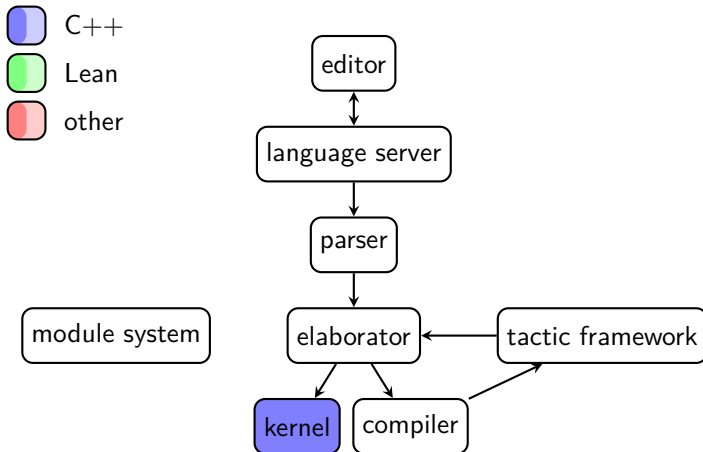 C++
Lean
other
editor
language server
parser
module system
elaborator
tactic framework
kernel
compiler